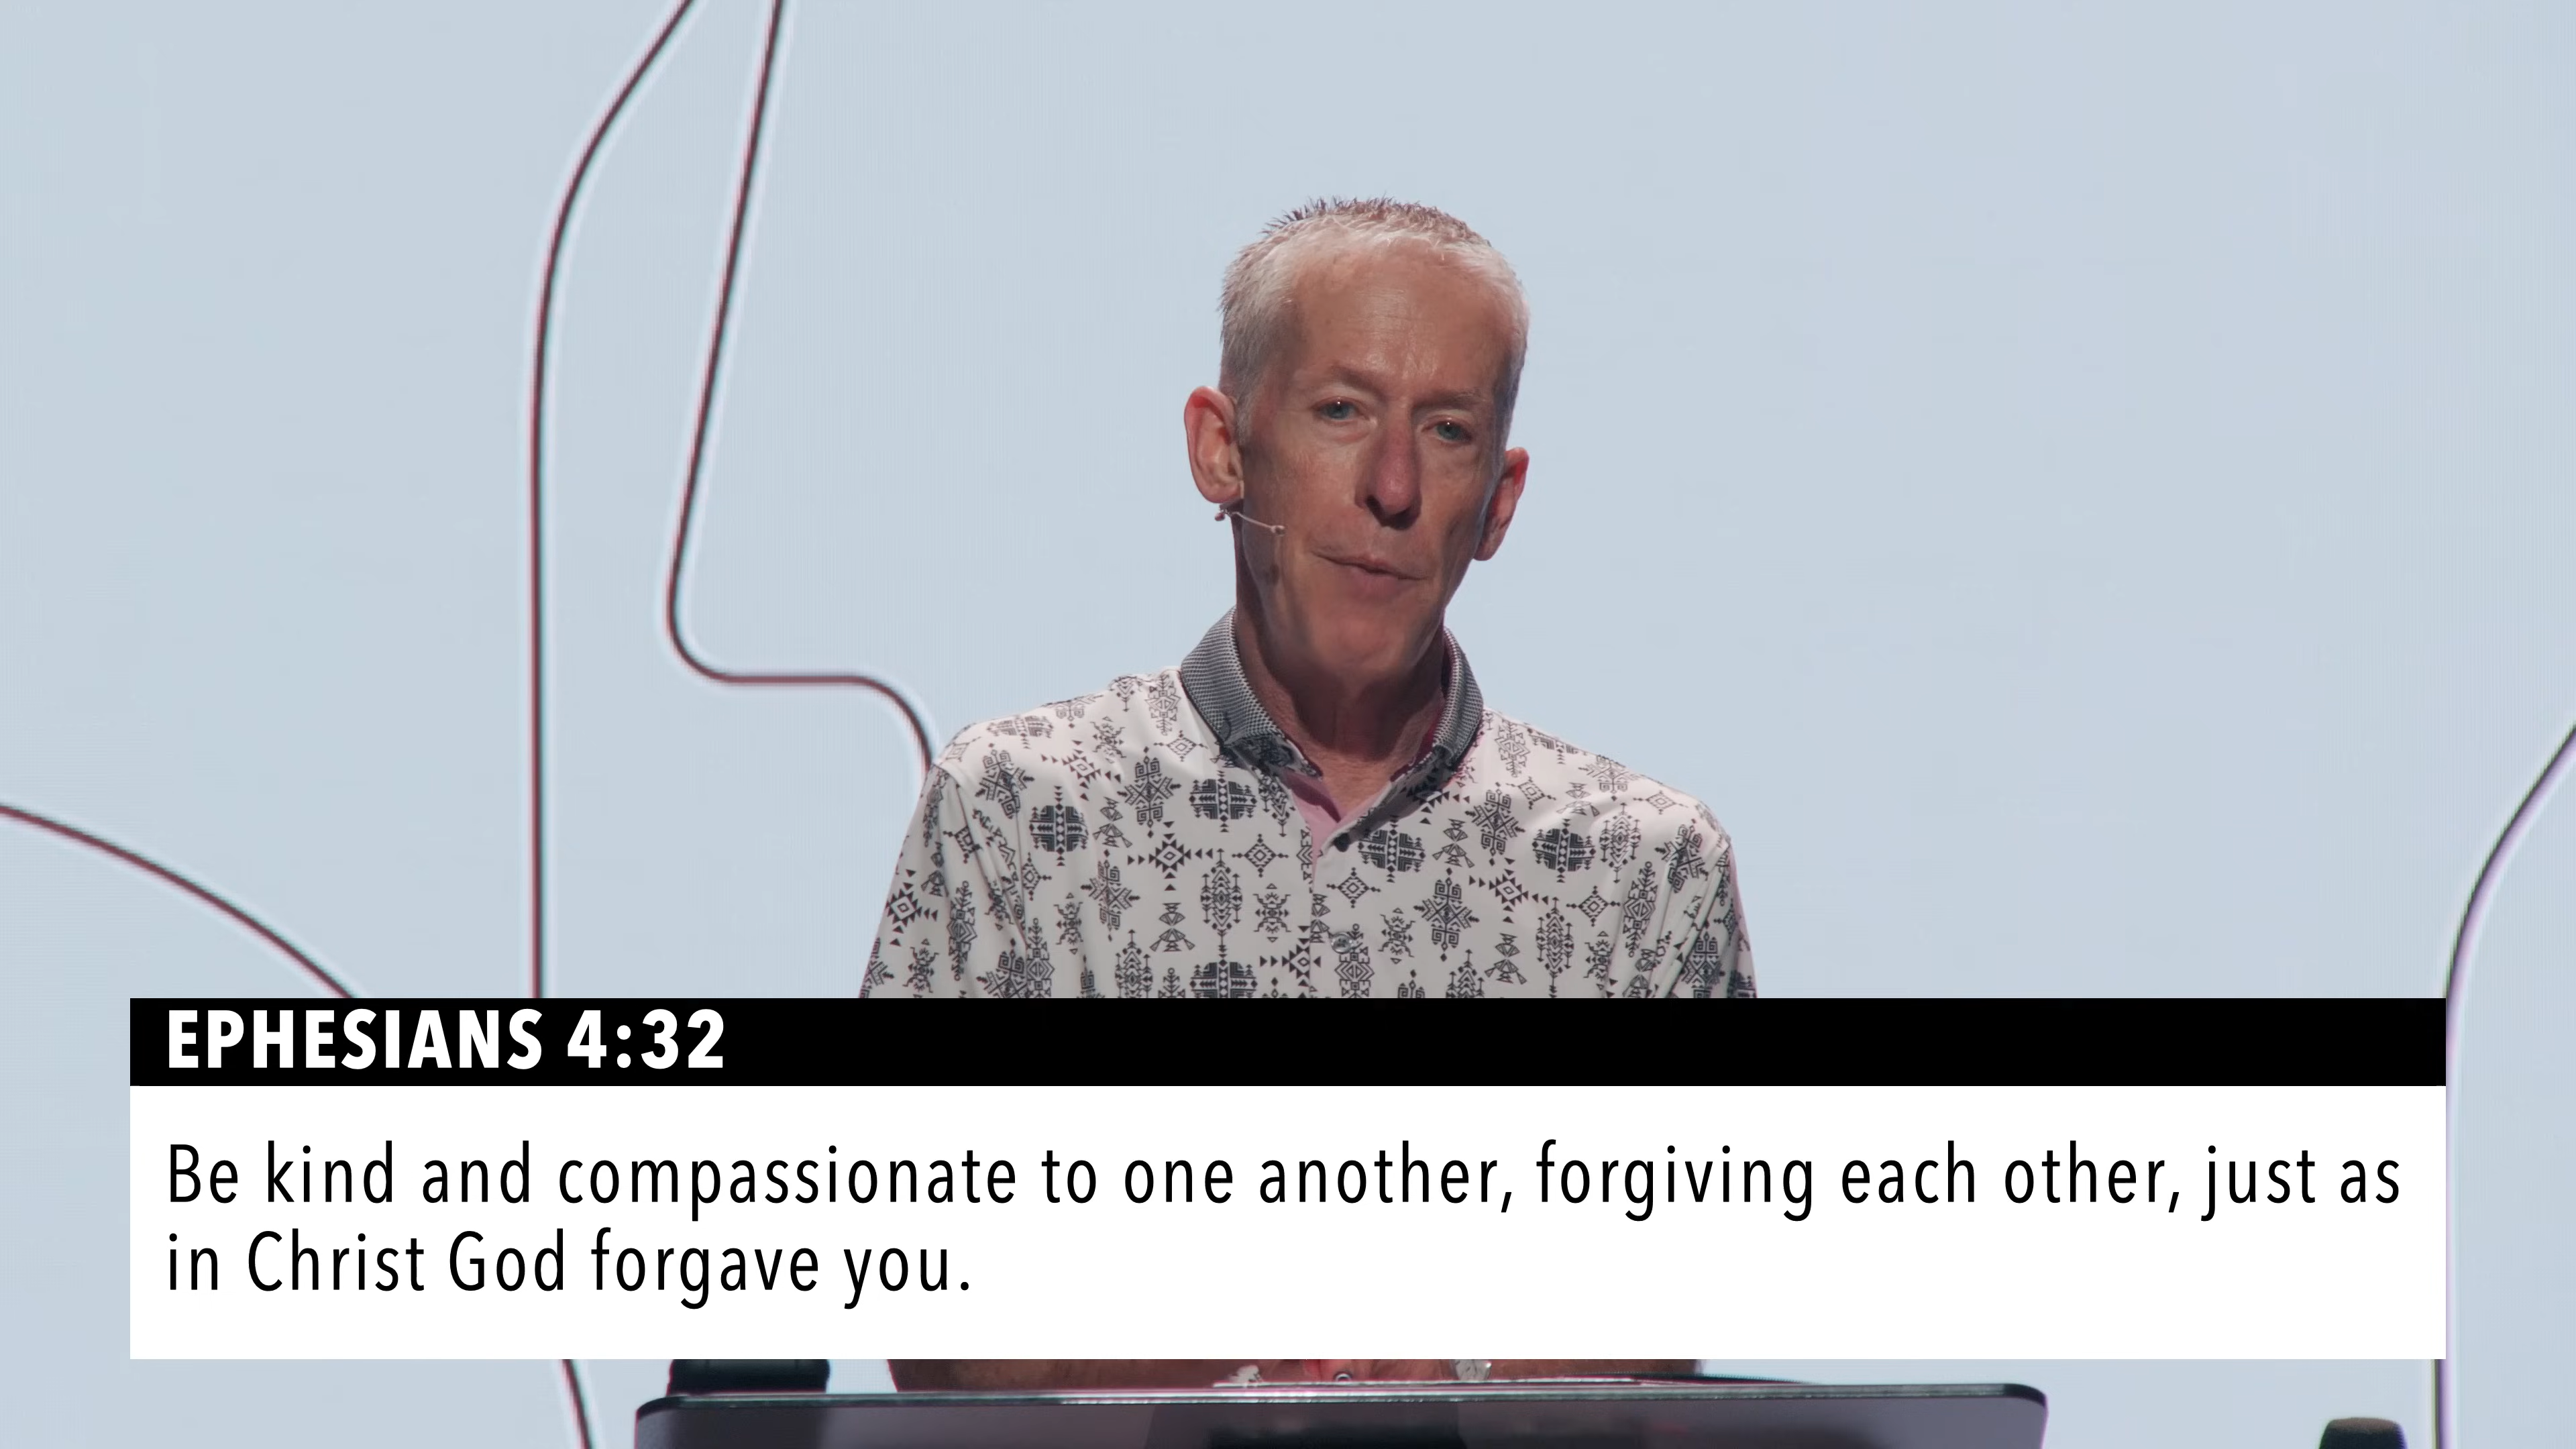 EPHESIANS 4:32
Be kind and compassionate to one another, forgiving each other, just as
in Christ God forgave you.